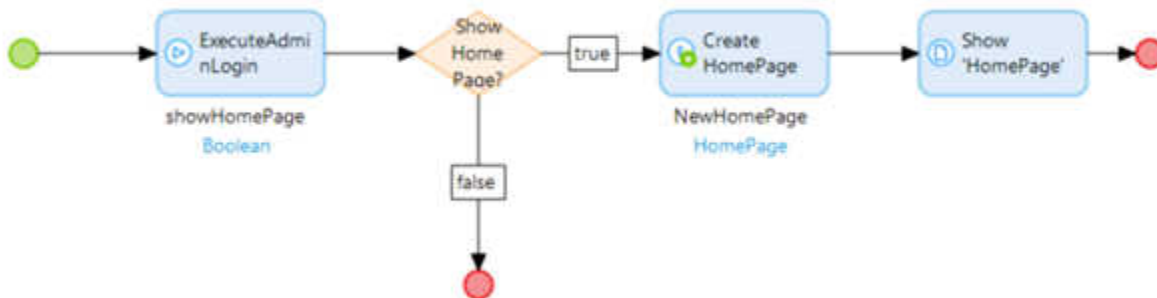 ExecuteAdmi
nLogin
showHomePage
Boolean
Show
Home
Page?
true
false
Create
HomePage
NewHomePage
HomePage
Show
'HomePage'